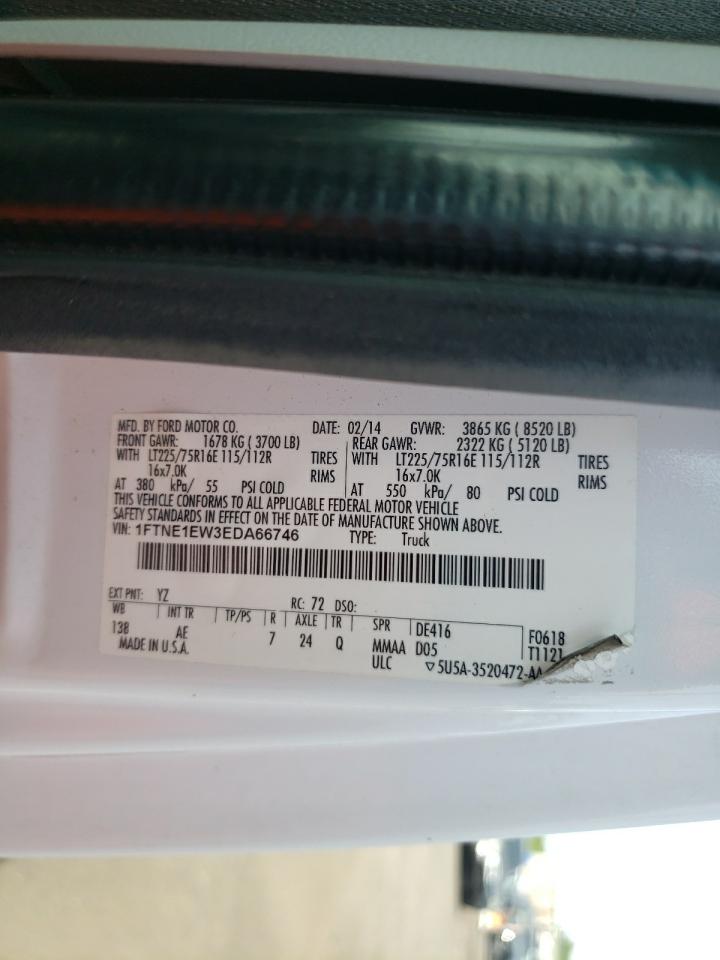 MFD. BY FORD MOTOR CO. DATE: 02/14 GVWR: 3865 KG ( 8520 LB)
FRONT GAWR: 1678 KG ( 3700 LB) REAR GAWR: 2322 KG ( 5120 LB)
WITH LT225/75R16E 115/112R TIRES WITH LT225/75R16E 115/112R TIRES
16x7.0K RIMS 16x7.0K RIMS
AT 380 kPa/ 55 PSI COLD AT 550 kPa/ 80 PSI COLD
THIS VEHICLE CONFORMS TO ALL APPLICABLE FEDERAL MOTOR VEHICLE
SAFETY STANDARDS IN EFFECT ON THE DATE OF MANUFACTURE SHOWN ABOVE.
VIN: 1FTNE1EW3EDA66746 TYPE: Truck
EXT PNT: YZ RC: 72 DSO:
WB INT TR TP/PS R AXLE TR SPR DE416 F0618
138 AE 7 24 Q MMAA D05 T1121
MADE IN U.S.A. ULC ▽5U5A-3520472-AA